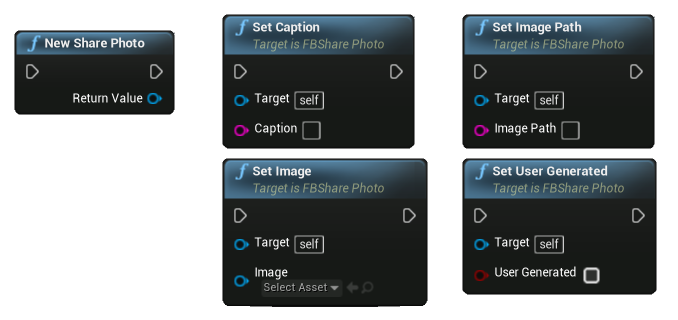 New Share Photo
Return Value
Set Caption
Target is FBShare Photo
Target self
Caption
Set Image Path
Target is FBShare Photo
Target self
Image Path
Set Image
Target is FBShare Photo
Target self
Image
Select Asset
Set User Generated
Target is FBShare Photo
Target self
User Generated